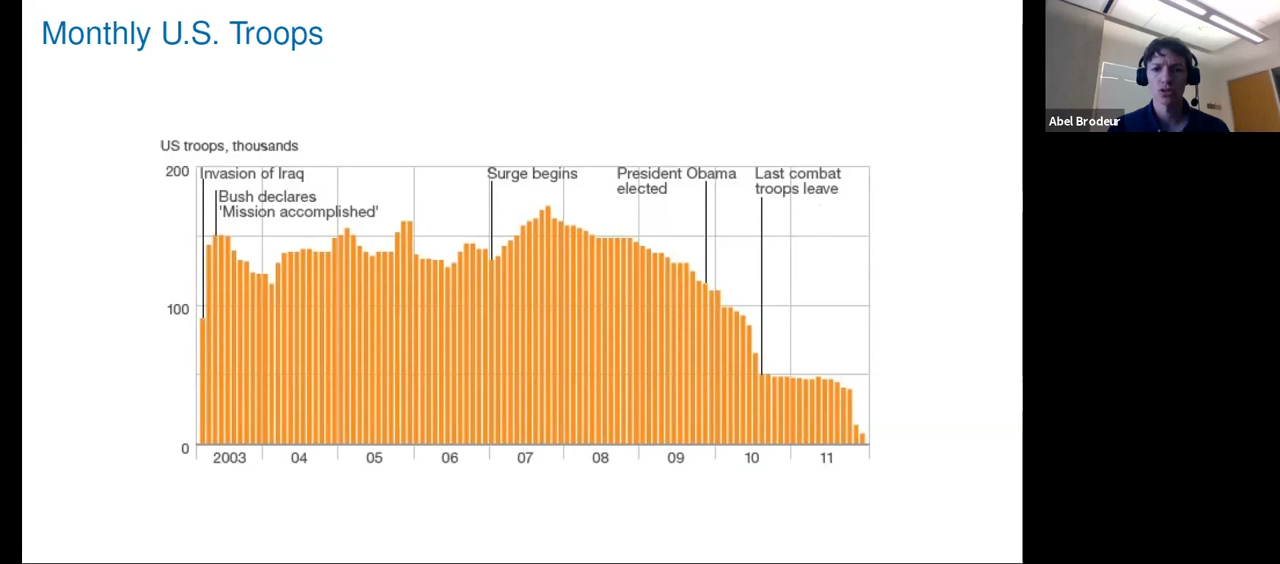 Monthly U.S. Troops
Abel Brodeur
US troops, thousands
200
Invasion of Iraq
Bush declares
'Mission accomplished'
Surge begins
President Obama
elected
Last combat
troops leave
100
0
2003 04 05 06 07 08 09 10 11